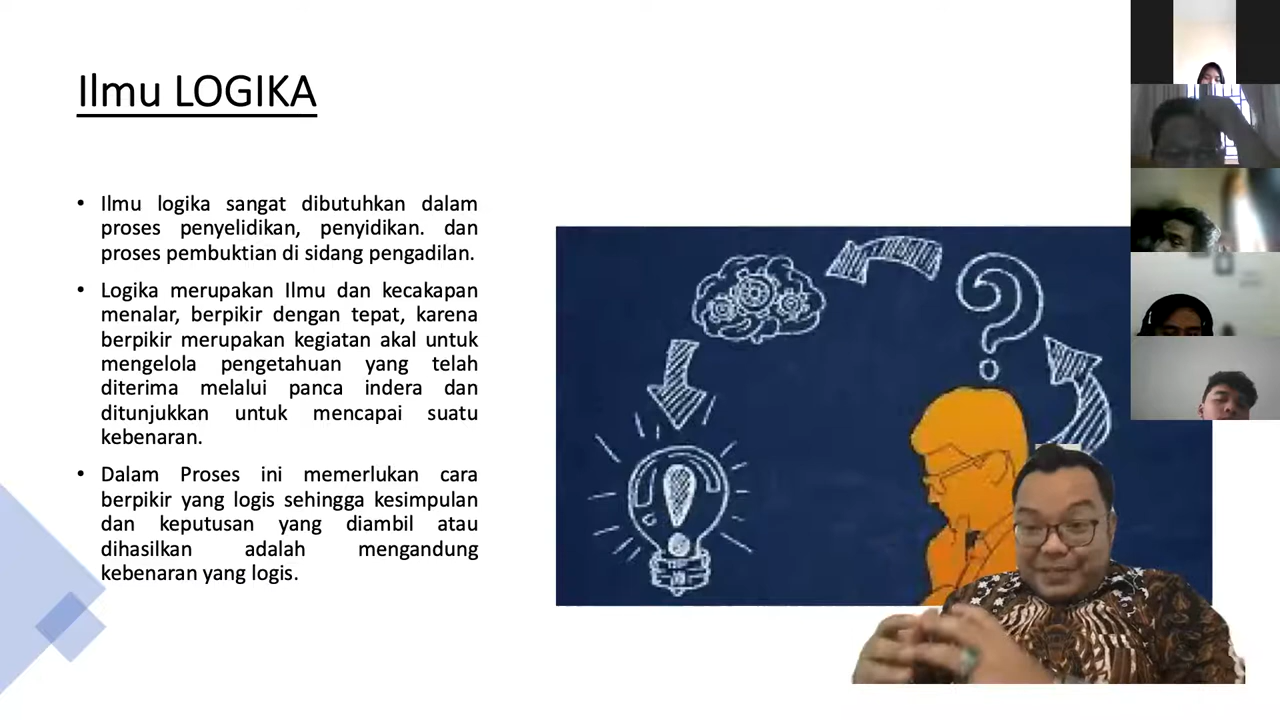 Ilmu LOGIKA
• Ilmu logika sangat dibutuhkan dalam
proses penyelidikan, penyidikan. dan
proses pembuktian di sidang pengadilan.
• Logika merupakan Ilmu dan kecakapan
menalar, berpikir dengan tepat, karena
berpikir merupakan kegiatan akal untuk
mengelola pengetahuan yang telah
diterima melalui panca indera dan
ditunjukkan untuk mencapai suatu
kebenaran.
• Dalam Proses ini memerlukan cara
berpikir yang logis sehingga kesimpulan
dan keputusan yang diambil atau
dihasilkan adalah mengandung
kebenaran yang logis.